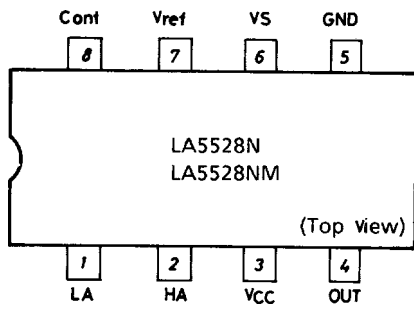 Cont Vref VS GND
8 7 6 5
LA5528N
LA5528NM
(Top View)
1 2 3 4
LA HA VCC OUT